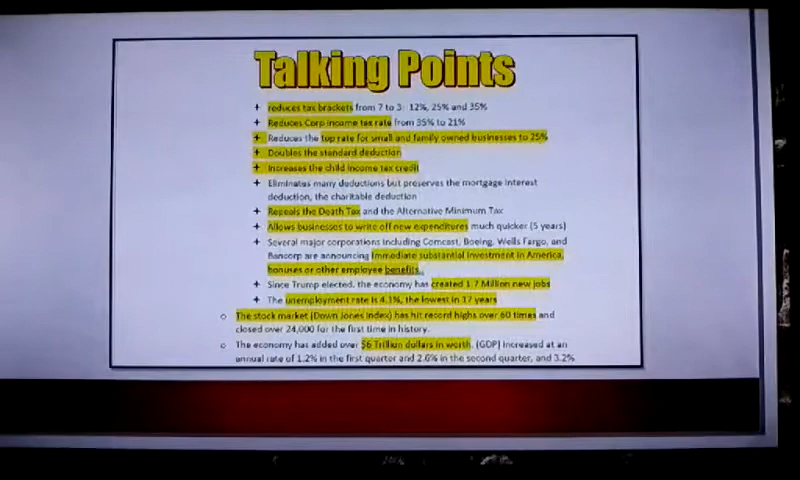 Talking Points
+ reduces tax brackets from 7 to 3: 12%, 25% and 35%
+ Reduces Corp income tax rate from 35% to 21%
+ Reduces the top rate for small and family owned businesses to 25%
+ Doubles the standard deduction
+ Increases the child income tax credit
+ Eliminates many deductions but preserves the mortgage interest
deduction, the charitable deduction
+ Repeals the Death Tax and the Alternative Minimum Tax
+ Allows businesses to write off new expenditures much quicker (5 years)
+ Several major corporations including Comcast, Boeing, Wells Fargo, and
Bancorp are announcing immediate substantial investment in America,
bonuses or other employee benefits.
+ Since Trump elected, the economy has created 1.7 Million new jobs
+ The unemployment rate is 4.1%, the lowest in 17 years
o The stock market (Down Jones Index) has hit record highs over 60 times and
closed over 24,000 for the first time in history.
o The economy has added over $6 Trillion dollars in worth. (GDP) increased at an
annual rate of 1.2% in the first quarter and 2.6% in the second quarter, and 3.2%